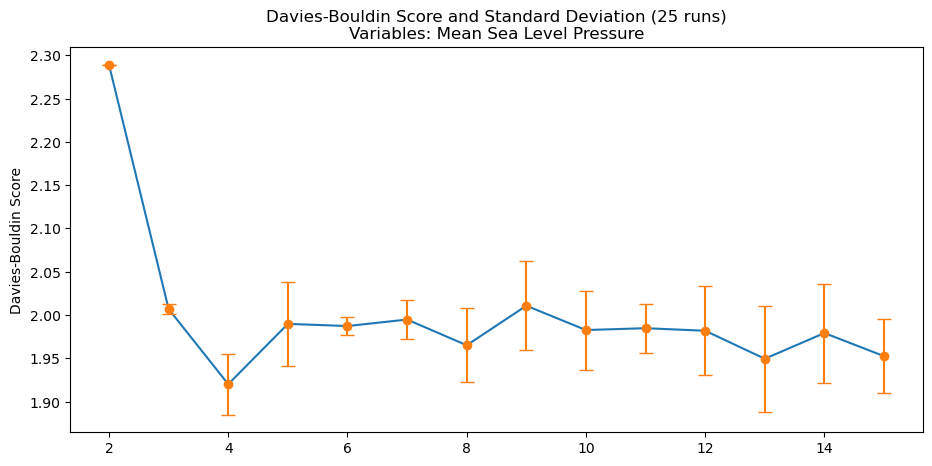 Davies-Bouldin Score and Standard Deviation (25 runs)
Variables: Mean Sea Level Pressure
Davies-Bouldin Score
2.30
2.25
2.20
2.15
2.10
2.05
2.00
1.95
1.90
2 4 6 8 10 12 14